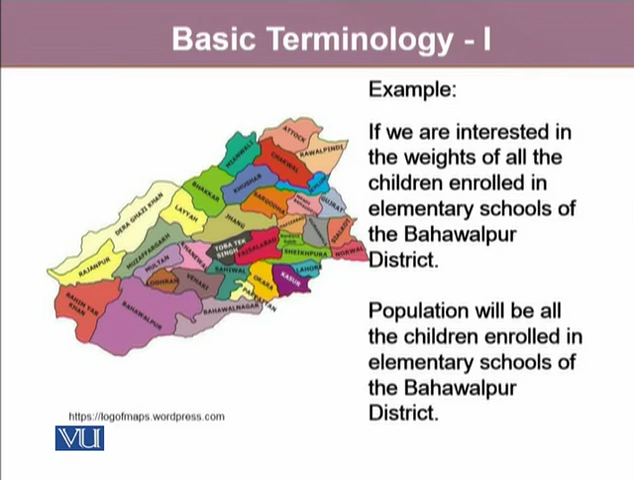 Basic Terminology - I
Example:
If we are interested in
the weights of all the
children enrolled in
elementary schools of
the Bahawalpur
District.
Population will be all
the children enrolled in
elementary schools of
the Bahawalpur
District.
ATTOCK
RAWALPINDI
MIANWALI
CHAKWAL
KHUSHAB
BHAKKAR
SARGODHA
GUJRAT
LAYYAH
JHANG
DERA GHAZI KHAN
MUZAFFARGARH
TOBA TEK
SINGH
FAISALABAD
SHEIKHPURA
NORWAL
RAJANPUR
MULTAN
KHANEWAL
SAHIWAL
LAHORE
OKARA
KASUR
VEHARI
LODHRAN
PAKPATTAN
RAHIM YAR
KHAN
BAHAWALPUR
BAHAWALNAGAR
https://logofmaps.wordpress.com
VU